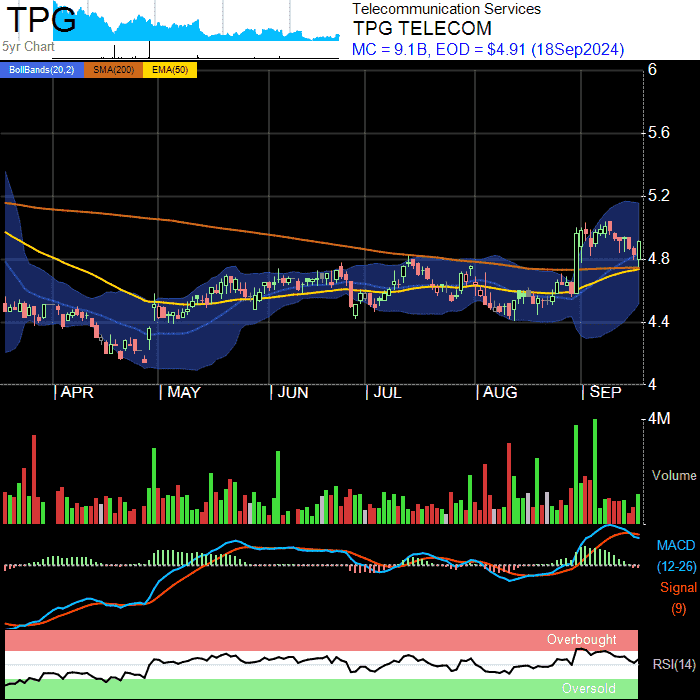 TPG
5yr Chart
Telecommunication Services
TPG TELECOM
MC = 9.1B, EOD = $4.91 (18Sep2024)
BollBands(20,2) SMA(200) EMA(50)
6
5.6
5.2
4.8
4.4
4
APR MAY JUN JUL AUG SEP
4M
Volume
MACD
(12-26)
Signal
(9)
Overbought
RSI(14)
Oversold